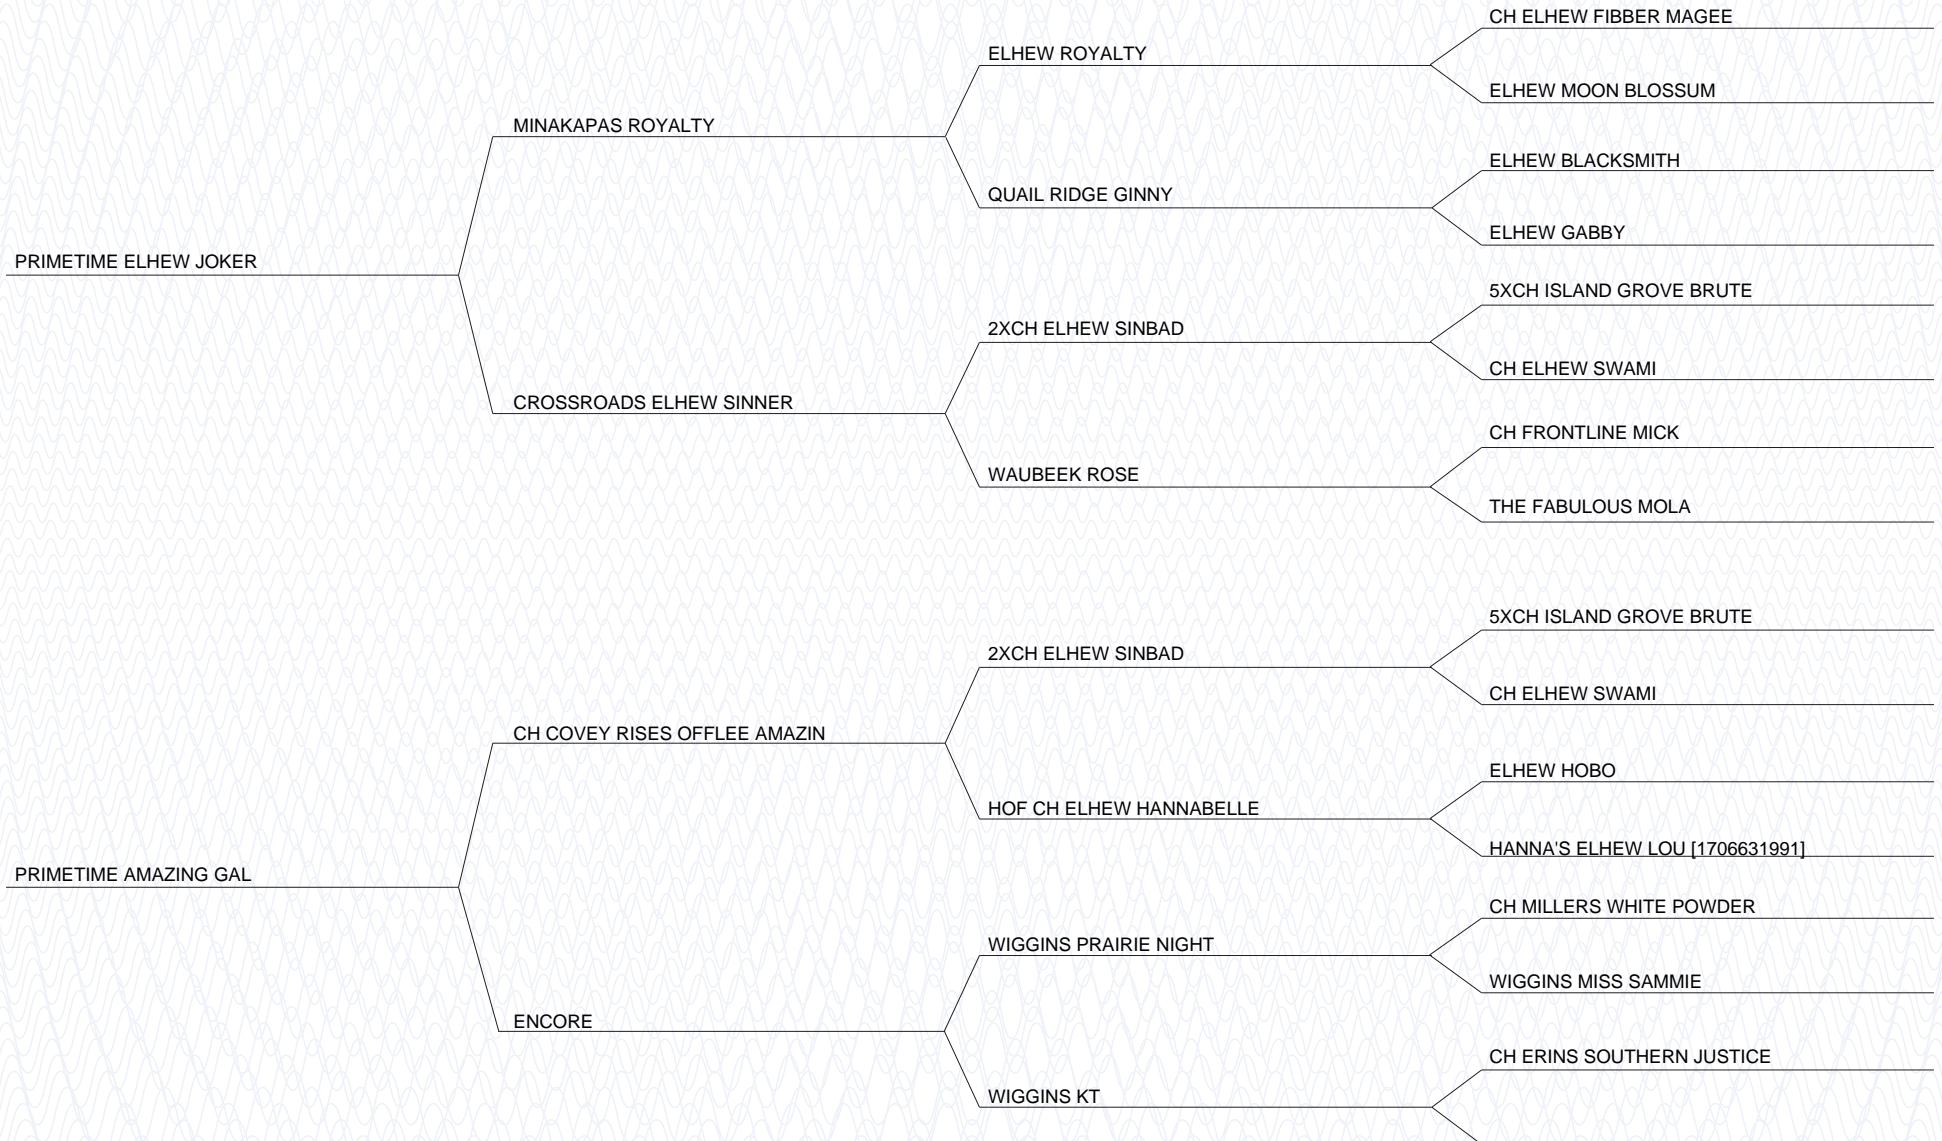 CH ELHEW FIBBER MAGEE
ELHEW ROYALTY
ELHEW MOON BLOSSUM
MINAKAPAS ROYALTY
ELHEW BLACKSMITH
QUAIL RIDGE GINNY
ELHEW GABBY
PRIMETIME ELHEW JOKER
5XCH ISLAND GROVE BRUTE
2XCH ELHEW SINBAD
CH ELHEW SWAMI
CROSSROADS ELHEW SINNER
CH FRONTLINE MICK
WAUBEEK ROSE
THE FABULOUS MOLA
5XCH ISLAND GROVE BRUTE
2XCH ELHEW SINBAD
CH ELHEW SWAMI
CH COVEY RISES OFFLEE AMAZIN
ELHEW HOBO
HOF CH ELHEW HANNABELLE
HANNA'S ELHEW LOU [1706631991]
PRIMETIME AMAZING GAL
CH MILLERS WHITE POWDER
WIGGINS PRAIRIE NIGHT
WIGGINS MISS SAMMIE
ENCORE
CH ERINS SOUTHERN JUSTICE
WIGGINS KT